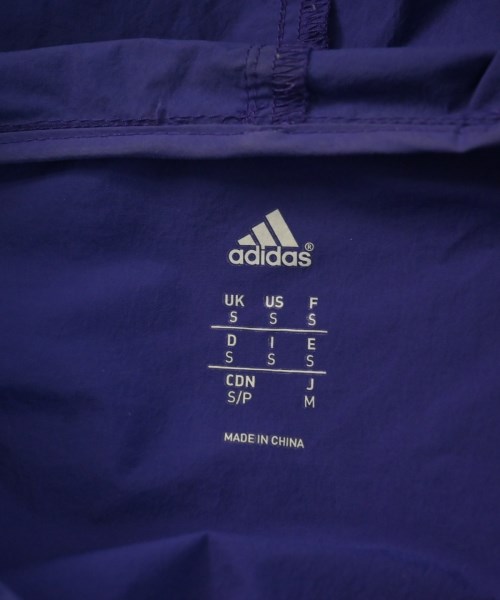 adidas®
UK US F
S S S
D I E
S S S
CDN J
S/P M
MADE IN CHINA